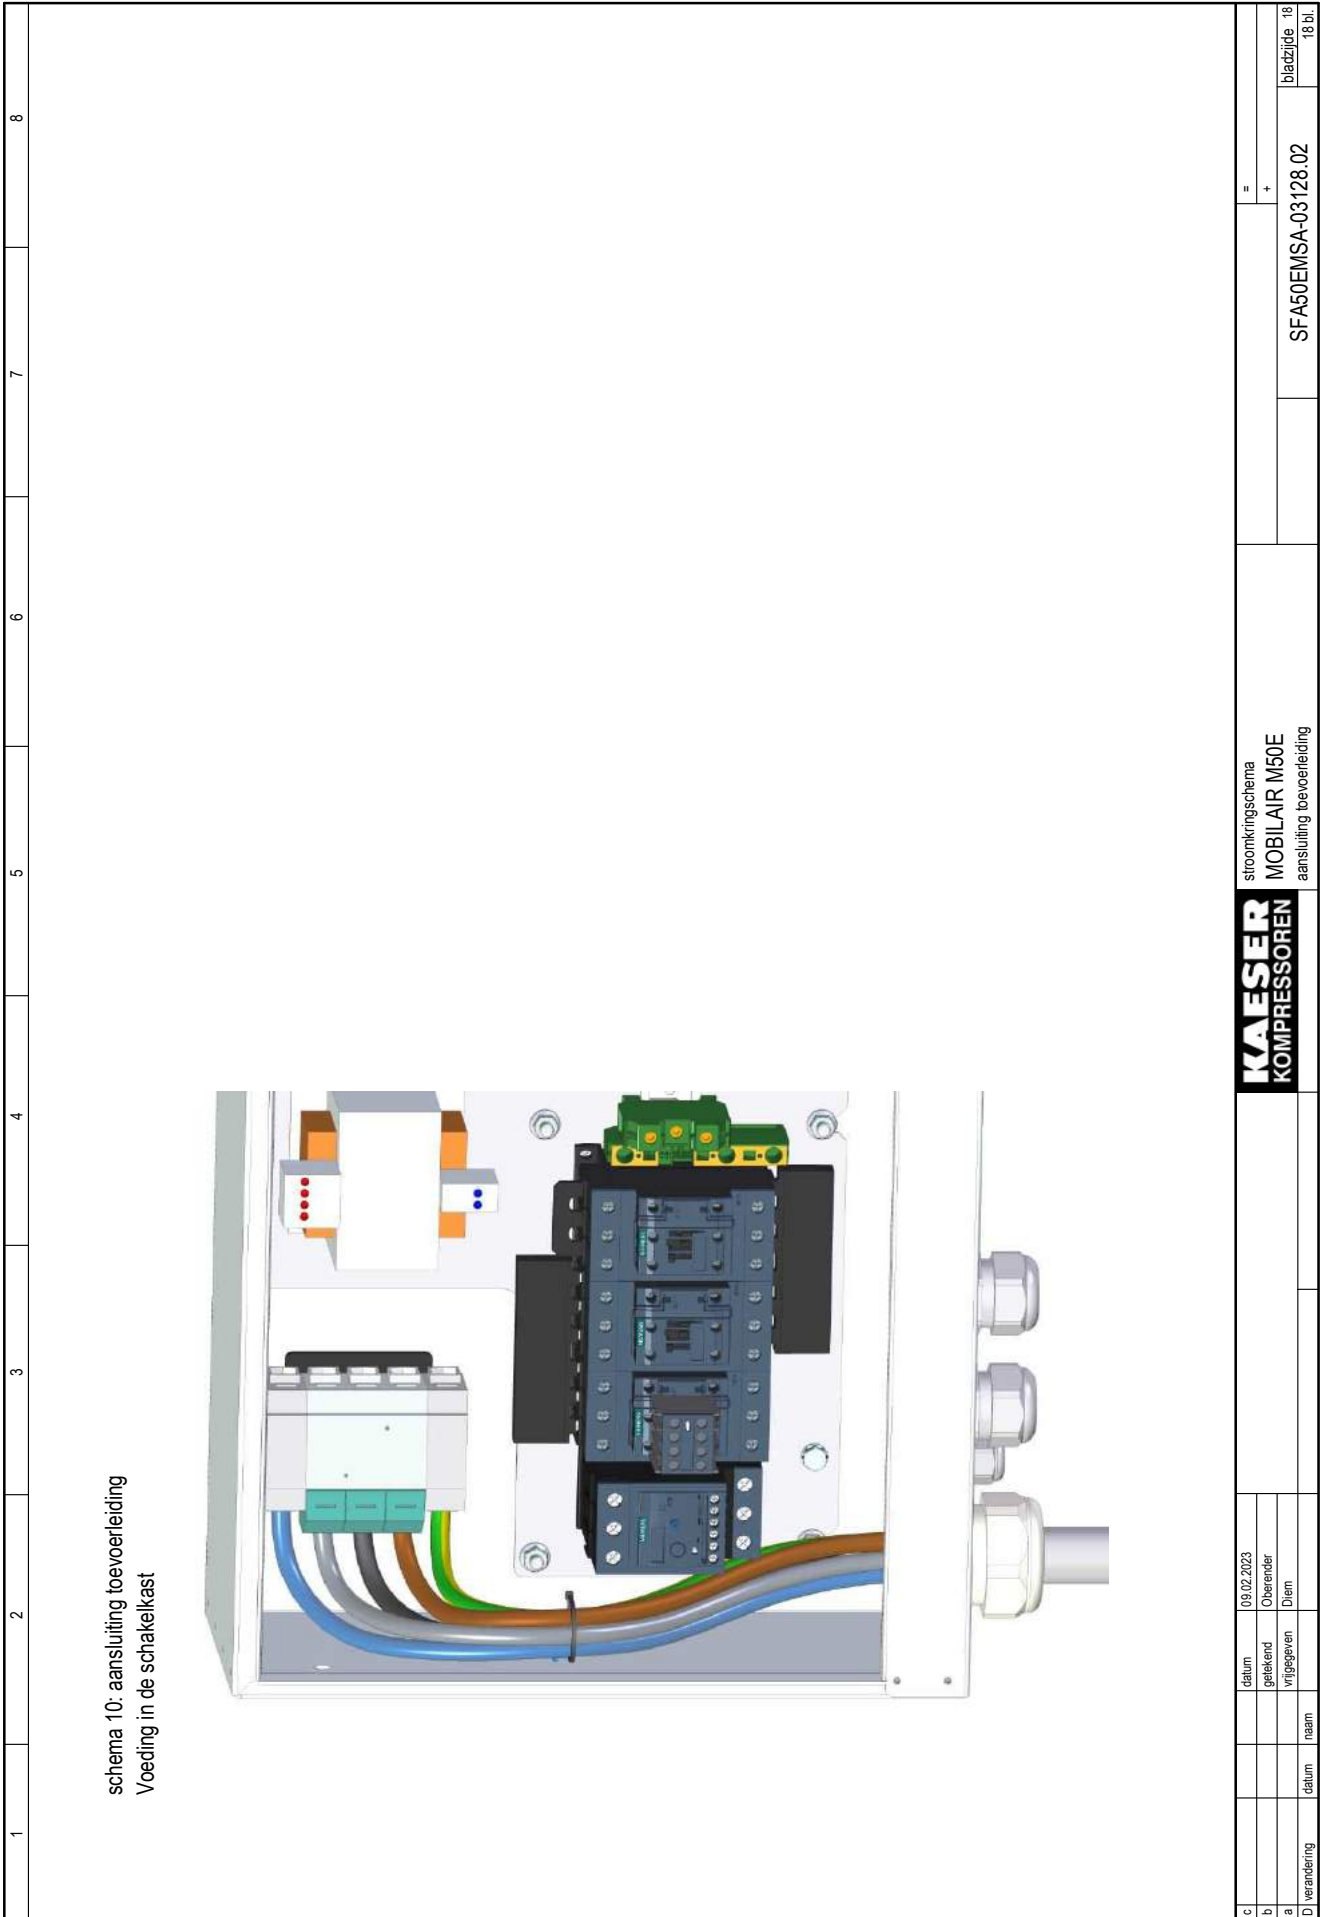 1 2 3 4 5 6 7 8
schema 10: aansluiting toevoerleiding
Voeding in de schakelkast
c
b
a
D verandering datum naam
datum 09.02.2023
getekend Oberender
vrijgegeven Diem
KAESER
KOMPRESSOREN
stroomkringschema
MOBILAIR M50E
aansluiting toevoerleiding
=
+
SFA50EMSA-03128.02
bladzijde 18
18 bl.